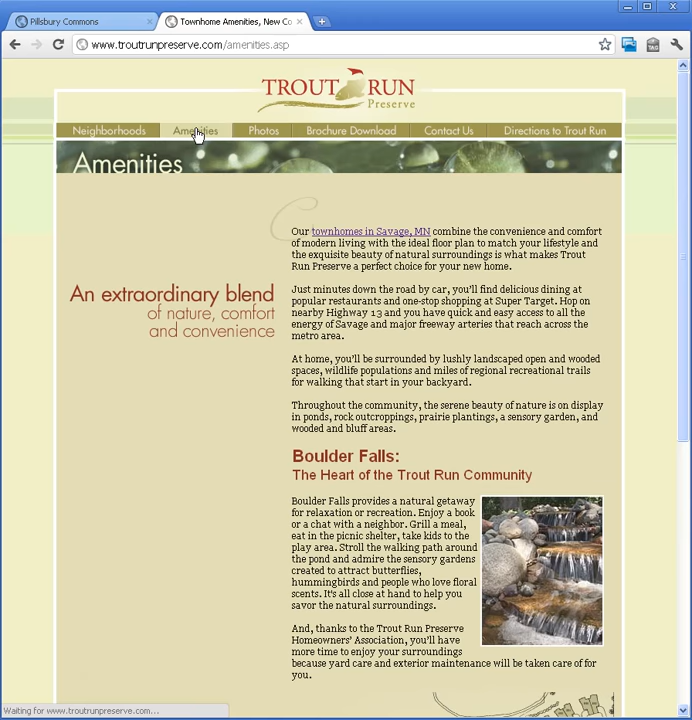 Pillsbury Commons
Townhome Amenities, New Co
www.troutrunpreserve.com/amenities.asp
TAG
TROUT RUN
Preserve
Neighborhoods Amenities Photos Brochure Download Contact Us Directions to Trout Run
Amenities
Our townhomes in Savage, MN combine the convenience and comfort
of modern living with the ideal floor plan to match your lifestyle and
the exquisite beauty of natural surroundings is what makes Trout
Run Preserve a perfect choice for your new home.
An extraordinary blend
of nature, comfort
and convenience
Just minutes down the road by car, you'll find delicious dining at
popular restaurants and one-stop shopping at Super Target. Hop on
nearby Highway 13 and you have quick and easy access to all the
energy of Savage and major freeway arteries that reach across the
metro area.
At home, you'll be surrounded by lushly landscaped open and wooded
spaces, wildlife populations and miles of regional recreational trails
for walking that start in your backyard.
Throughout the community, the serene beauty of nature is on display
in ponds, rock outcroppings, prairie plantings, a sensory garden, and
wooded and bluff areas.
Boulder Falls:
The Heart of the Trout Run Community
Boulder Falls provides a natural getaway
for relaxation or recreation. Enjoy a book
or a chat with a neighbor. Grill a meal,
eat in the picnic shelter, take kids to the
play area. Stroll the walking path around
the pond and admire the sensory gardens
created to attract butterflies,
hummingbirds and people who love floral
scents. It's all close at hand to help you
savor the natural surroundings.
And, thanks to the Trout Run Preserve
Homeowners' Association, you'll have
more time to enjoy your surroundings
because yard care and exterior maintenance will be taken care of for
you.
Waiting for www.troutrunpreserve.com...